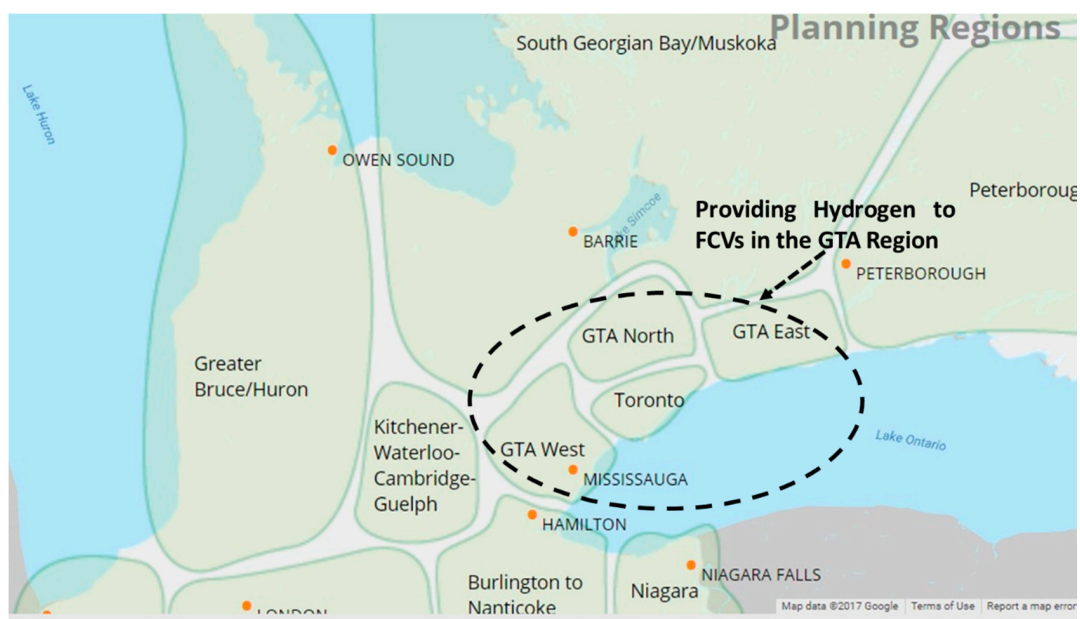 Planning Regions
South Georgian Bay/Muskoka
Lake Huron
OWEN SOUND
Peterboroug
Providing Hydrogen to
FCVs in the GTA Region
Simcoe
BARRIE
PETERBOROUGH
GTA North
GTA East
Greater
Bruce/Huron
Toronto
Kitchener-
Waterloo-
Cambridge-
Guelph
GTA West
Lake Ontario
MISSISSAUGA
HAMILTON
NIAGARA FALLS
Burlington to
Nanticoke
Niagara
LONDON
Map data ©2017 Google
Terms of Use
Report a map error